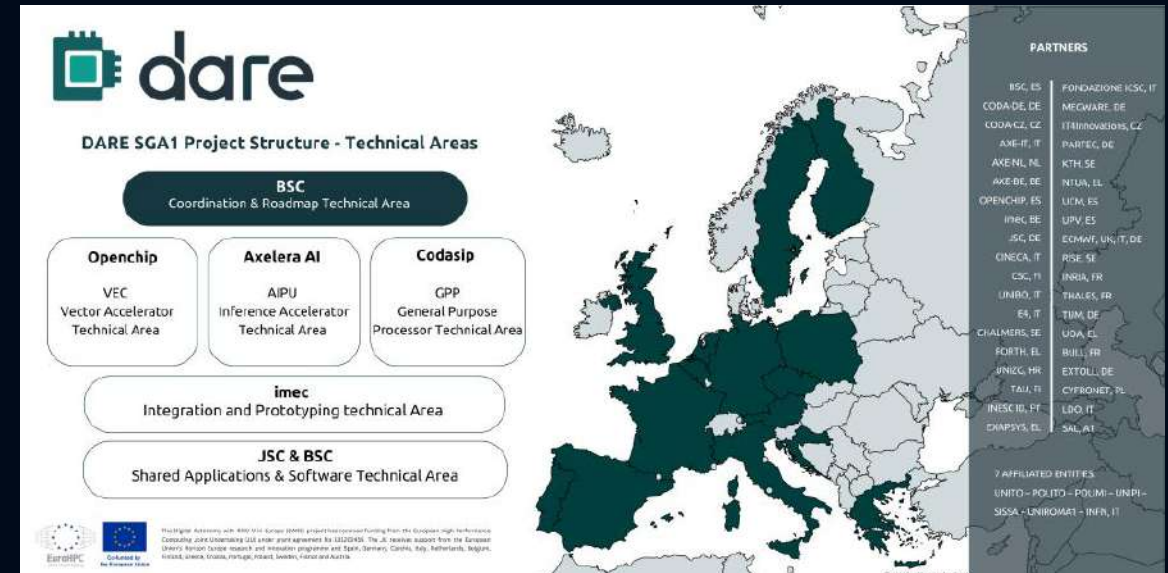 dare
DARE SGA1 Project Structure - Technical Areas
BSC
Coordination & Roadmap Technical Area
Openchip
VEC
Vector Accelerator
Technical Area
Axelera AI
AIPU
Inference Accelerator
Technical Area
Codasip
GPP
General Purpose
Processor Technical Area
imec
Integration and Prototyping technical Area
JSC & BSC
Shared Applications & Software Technical Area
EuroHPC
Co-funded by
the European Union
PARTNERS
BSC, ES
CODA-DE, DE
CODA-CZ, CZ
AXE-IT, IT
AXE-NL, NL
AXE-BE, BE
OPENCHIP, ES
imec, BE
JSC, DE
CINECA, IT
CSC, FI
UNIBO, IT
E4, IT
CHALMERS, SE
FORTH, EL
UNIZG, HR
TAU, FI
INESC ID, PT
EXAPSYS, EL
FONDAZIONE ICSC, IT
MEGWARE, DE
IT4Innovations, CZ
PARTEC, DE
KTH, SE
NTUA, EL
UCM, ES
UPV, ES
ECMWF, UK, IT, DE
RISE, SE
INRIA, FR
THALES, FR
TUM, DE
UOA, EL
BULL, FR
EXTOLL, DE
CYFRONET, PL
LDO, IT
SAL, AT
7 AFFILIATED ENTITIES
UNITO - POLITO - POLIMI - UNIPI -
SISSA - UNIROMA1 - INFN, IT